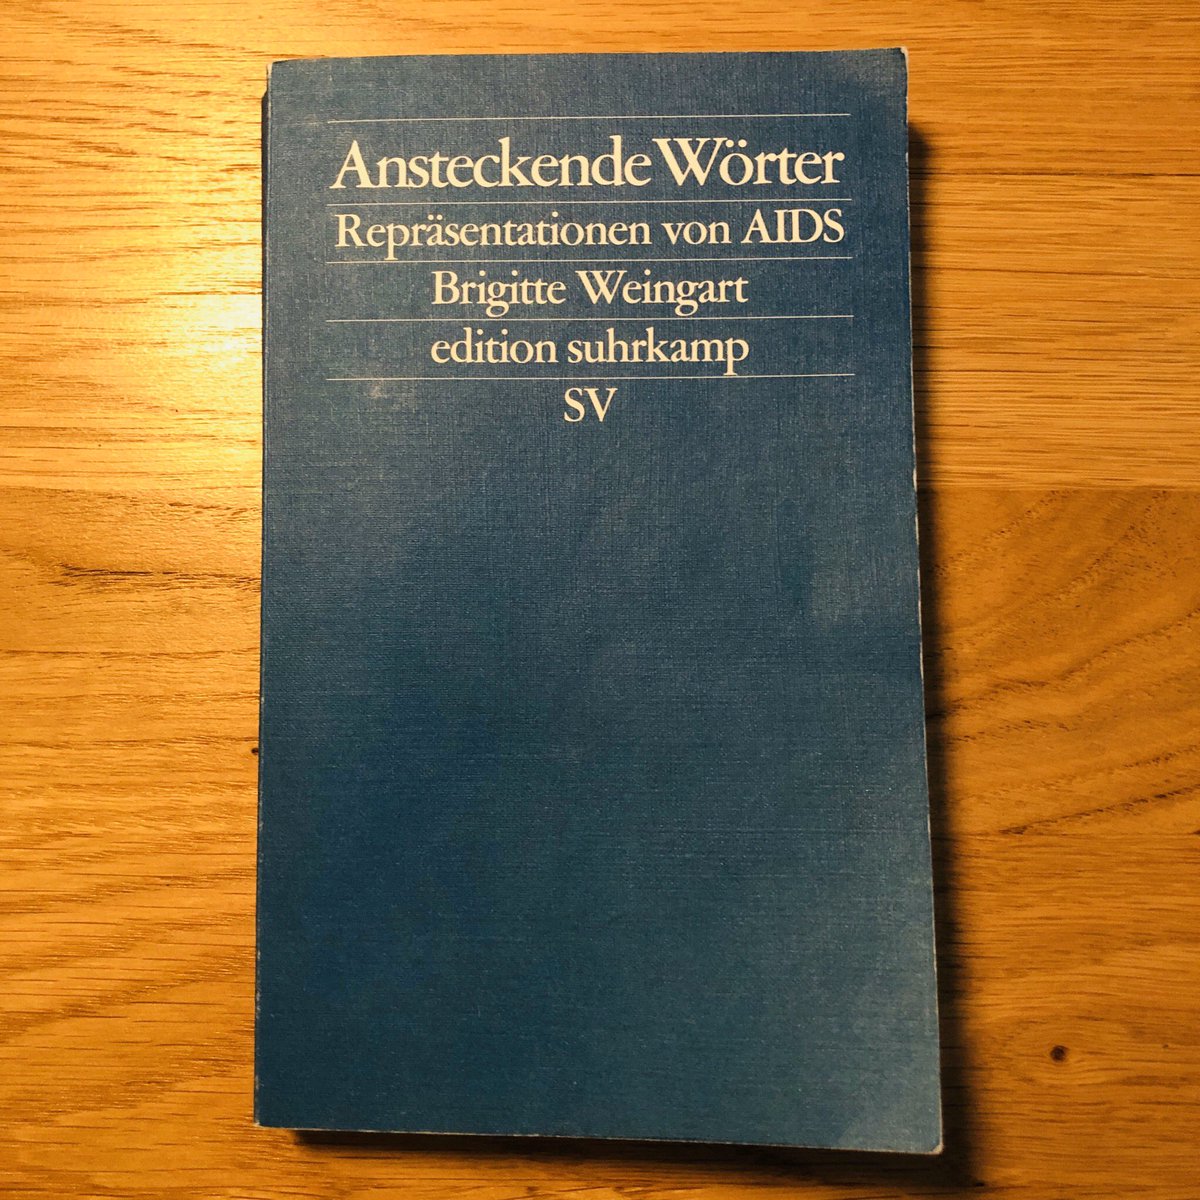 Ansteckende Wörter
Repräsentationen von AIDS
Brigitte Weingart
edition suhrkamp
SV